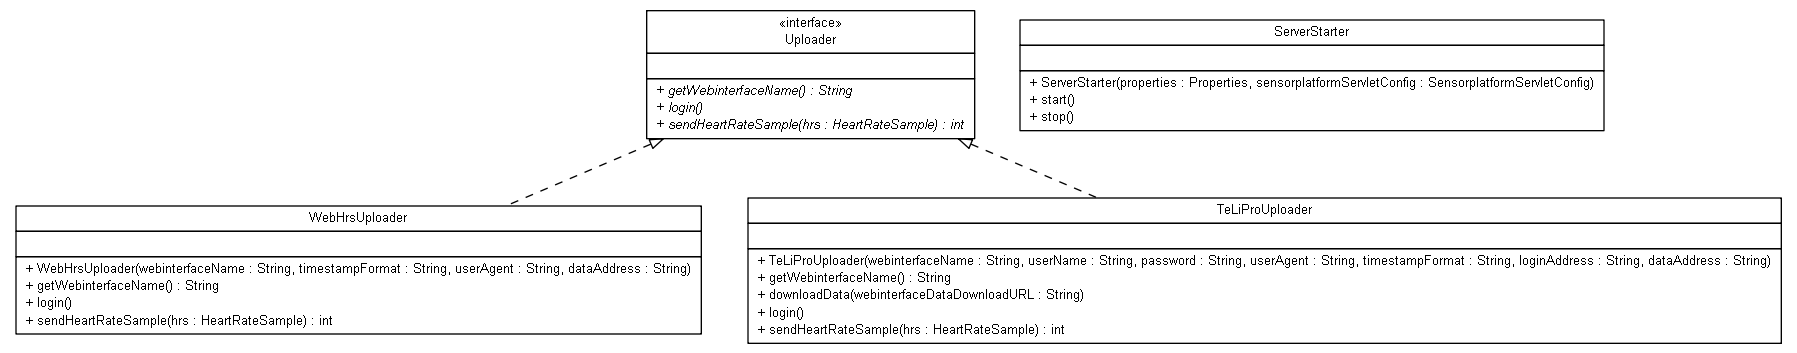 «interface»
Uploader
+ getWebinterfaceName() : String
+ login()
+ sendHeartRateSample(hrs : HeartRateSample) : int
ServerStarter
+ ServerStarter(properties : Properties, sensorplatformServletConfig : SensorplatformServletConfig)
+ start()
+ stop()
WebHrsUploader
+ WebHrsUploader(webinterfaceName : String, timestampFormat : String, userAgent : String, dataAddress : String)
+ getWebinterfaceName() : String
+ login()
+ sendHeartRateSample(hrs : HeartRateSample) : int
TeLiProUploader
+ TeLiProUploader(webinterfaceName : String, userName : String, password : String, userAgent : String, timestampFormat : String, loginAddress : String, dataAddress : String)
+ getWebinterfaceName() : String
+ downloadData(webinterfaceDataDownloadURL : String)
+ login()
+ sendHeartRateSample(hrs : HeartRateSample) : int